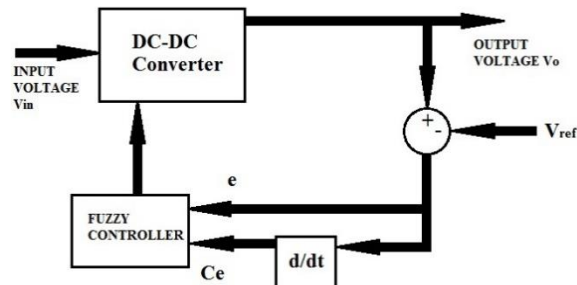 DC-DC
Converter
INPUT
VOLTAGE
Vin
OUTPUT
VOLTAGE Vo
+
-
Vref
e
FUZZY
CONTROLLER
d/dt
Ce